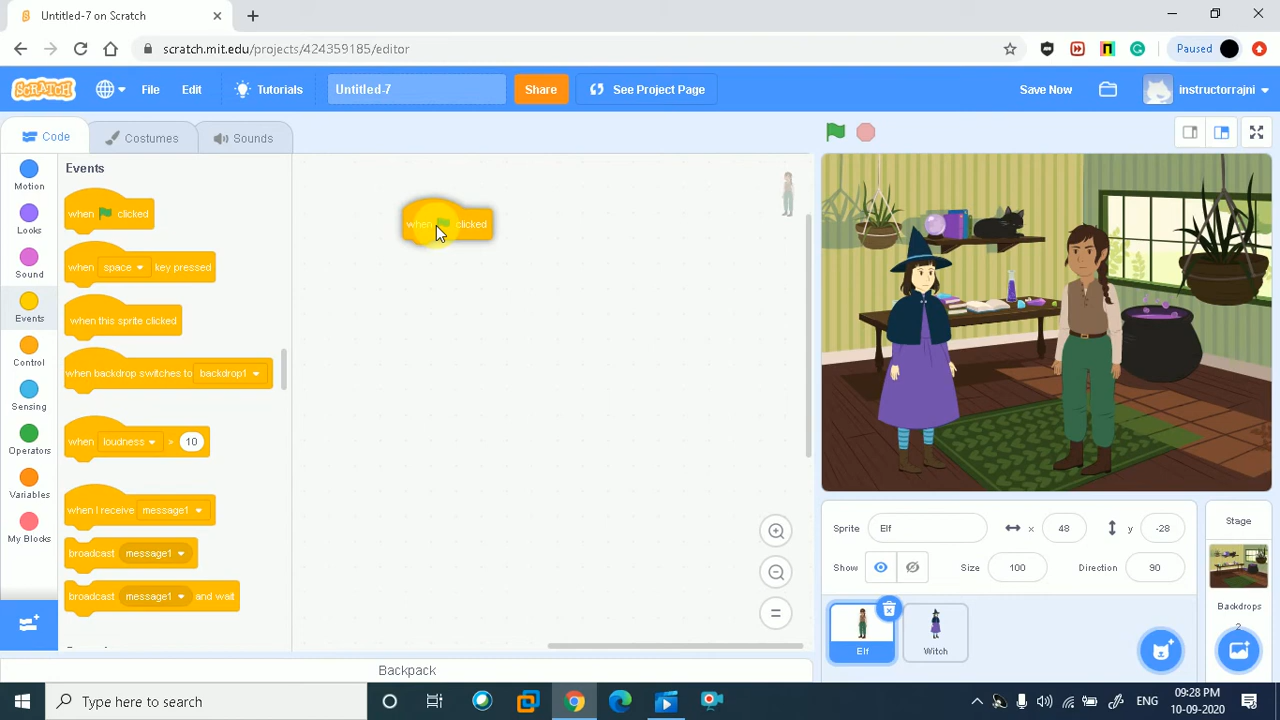 Untitled-7 on Scratch
scratch.mit.edu/projects/424359185/editor
Paused
SCRATCH
File
Edit
Tutorials
Untitled-7
Share
See Project Page
Save Now
instructorrajni
Code
Costumes
Sounds
Motion
Looks
Sound
Events
Control
Sensing
Operators
Variables
My Blocks
Events
when clicked
when space key pressed
when this sprite clicked
when backdrop switches to backdrop1
when loudness > 10
when I receive message1
broadcast message1
broadcast message1 and wait
when clicked
Sprite Elf x 48 y -28
Show Size 100 Direction 90
Elf
Witch
Stage
Backdrops
Backpack
Type here to search
ENG
09:28 PM
10-09-2020